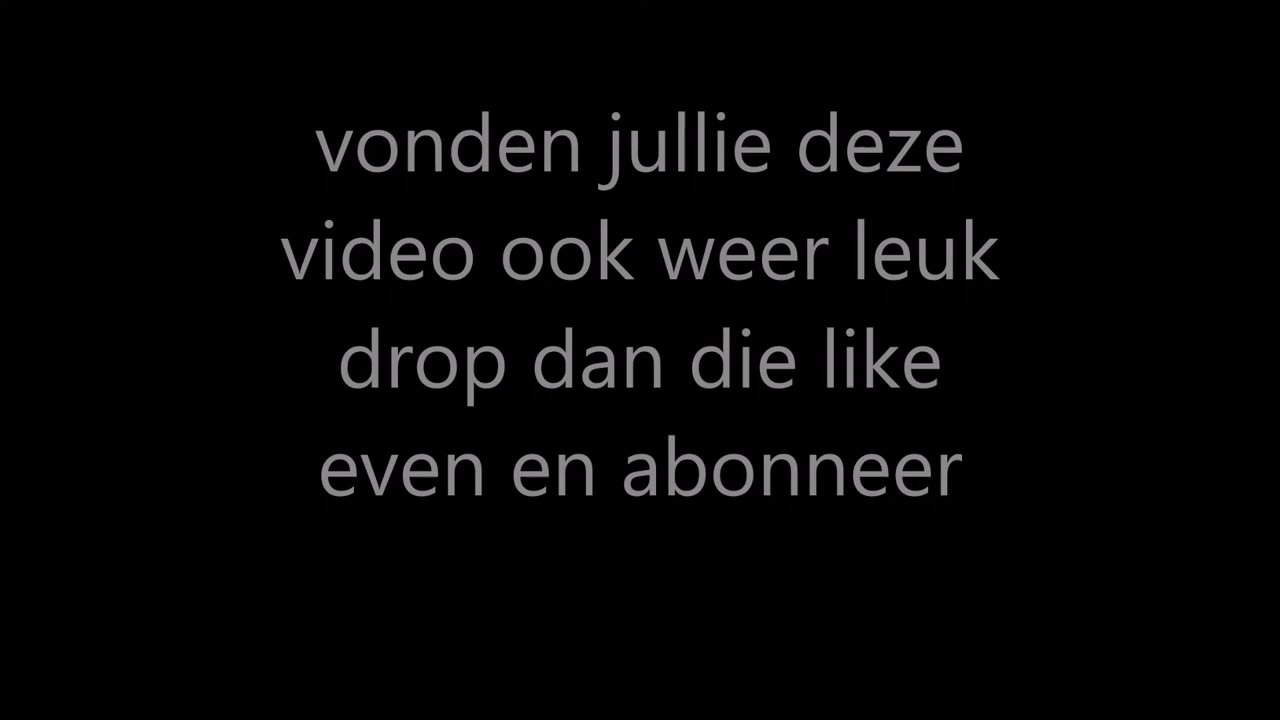 vonden jullie deze
video ook weer leuk
drop dan die like
even en abonneer